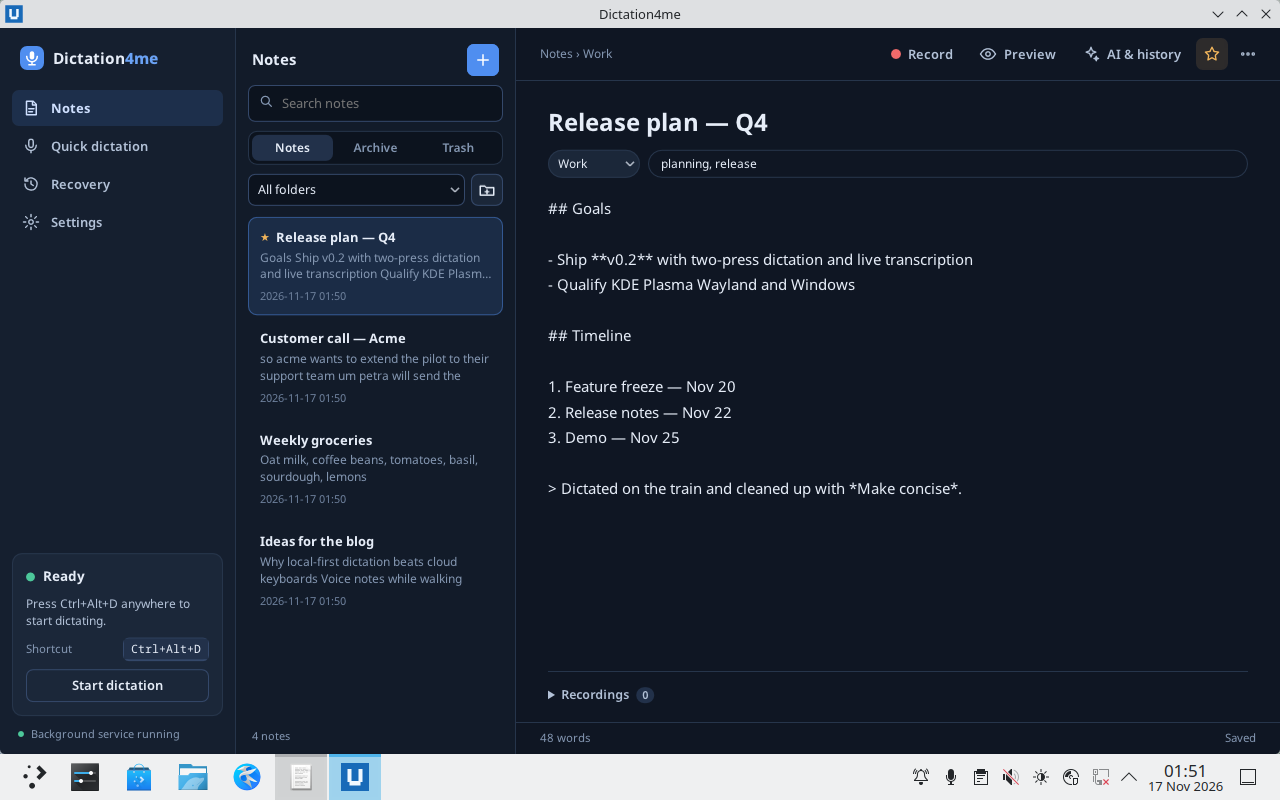 Dictation4me
Dictation4me
Notes
Quick dictation
Recovery
Settings
Ready
Press Ctrl+Alt+D anywhere to
start dictating.
Shortcut Ctrl+Alt+D
Start dictation
Background service running
Notes
Search notes
Notes Archive Trash
All folders
★ Release plan — Q4
Goals Ship v0.2 with two-press dictation
and live transcription Qualify KDE Plasm...
2026-11-17 01:50
Customer call — Acme
so acme wants to extend the pilot to their
support team um petra will send the
2026-11-17 01:50
Weekly groceries
Oat milk, coffee beans, tomatoes, basil,
sourdough, lemons
2026-11-17 01:50
Ideas for the blog
Why local-first dictation beats cloud
keyboards Voice notes while walking
2026-11-17 01:50
4 notes
Notes › Work
Record Preview AI & history
Release plan — Q4
Work planning, release
## Goals
- Ship **v0.2** with two-press dictation and live transcription
- Qualify KDE Plasma Wayland and Windows
## Timeline
1. Feature freeze — Nov 20
2. Release notes — Nov 22
3. Demo — Nov 25
> Dictated on the train and cleaned up with *Make concise*.
Recordings 0
48 words Saved
01:51
17 Nov 2026